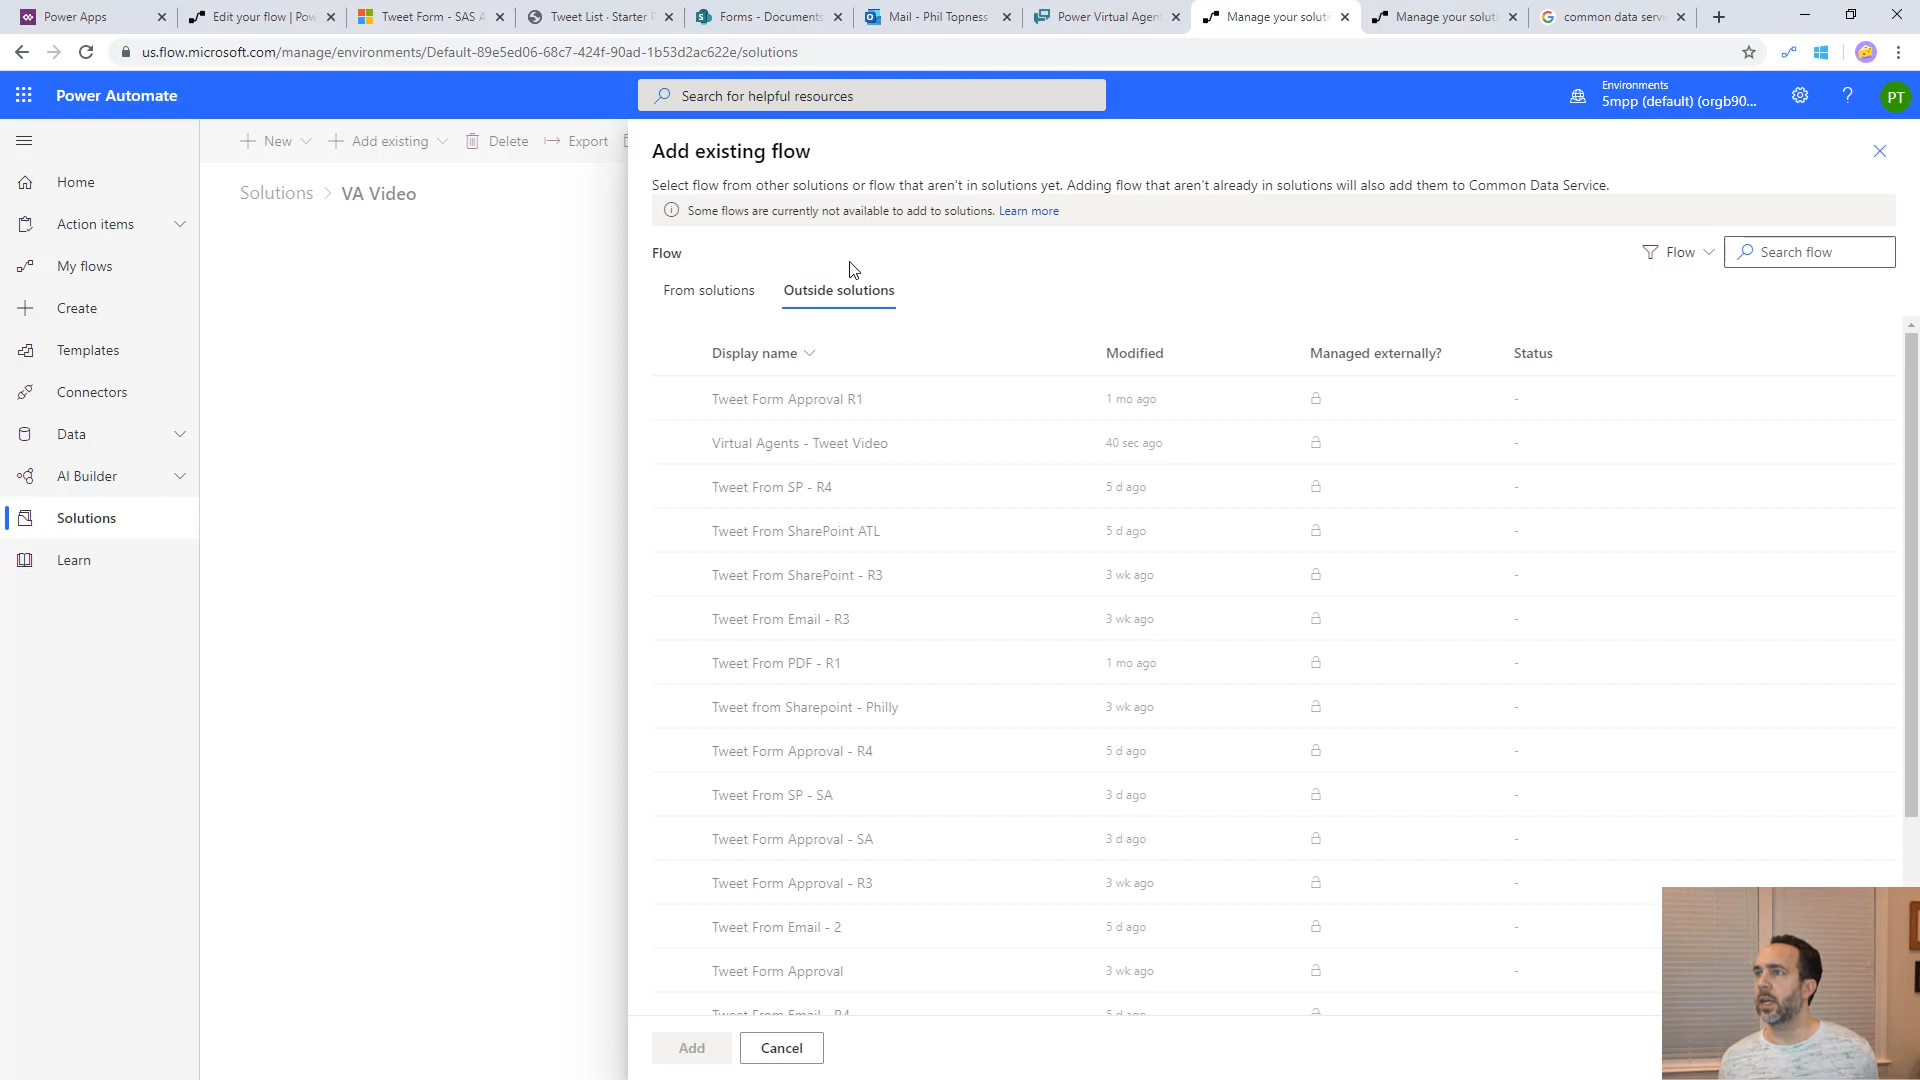 Power Apps
Edit your flow | Pow
Tweet Form - SAS A
Tweet List · Starter P
Forms - Documents
Mail - Phil Topness
Power Virtual Agent
Manage your soluti
Manage your soluti
common data servi
us.flow.microsoft.com/manage/environments/Default-89e5ed06-68c7-424f-90ad-1b53d2ac622e/solutions
Power Automate
Search for helpful resources
Environments
5mpp (default) (orgb90...
?
PT
Home
Action items
My flows
Create
Templates
Connectors
Data
AI Builder
Solutions
Learn
New
Add existing
Delete
Export
Solutions > VA Video
Add existing flow
Select flow from other solutions or flow that aren't in solutions yet. Adding flow that aren't already in solutions will also add them to Common Data Service.
Some flows are currently not available to add to solutions. Learn more
Flow
Flow
Search flow
From solutions
Outside solutions
Display name Modified Managed externally? Status
Tweet Form Approval R1 1 mo ago -
Virtual Agents - Tweet Video 40 sec ago -
Tweet From SP - R4 5 d ago -
Tweet From SharePoint ATL 5 d ago -
Tweet From SharePoint - R3 3 wk ago -
Tweet From Email - R3 3 wk ago -
Tweet From PDF - R1 1 mo ago -
Tweet from Sharepoint - Philly 3 wk ago -
Tweet Form Approval - R4 5 d ago -
Tweet From SP - SA 3 d ago -
Tweet Form Approval - SA 3 d ago -
Tweet Form Approval - R3 3 wk ago -
Tweet From Email - 2 5 d ago -
Tweet Form Approval 3 wk ago -
Tweet From Email - R4 5 d ago
Add
Cancel